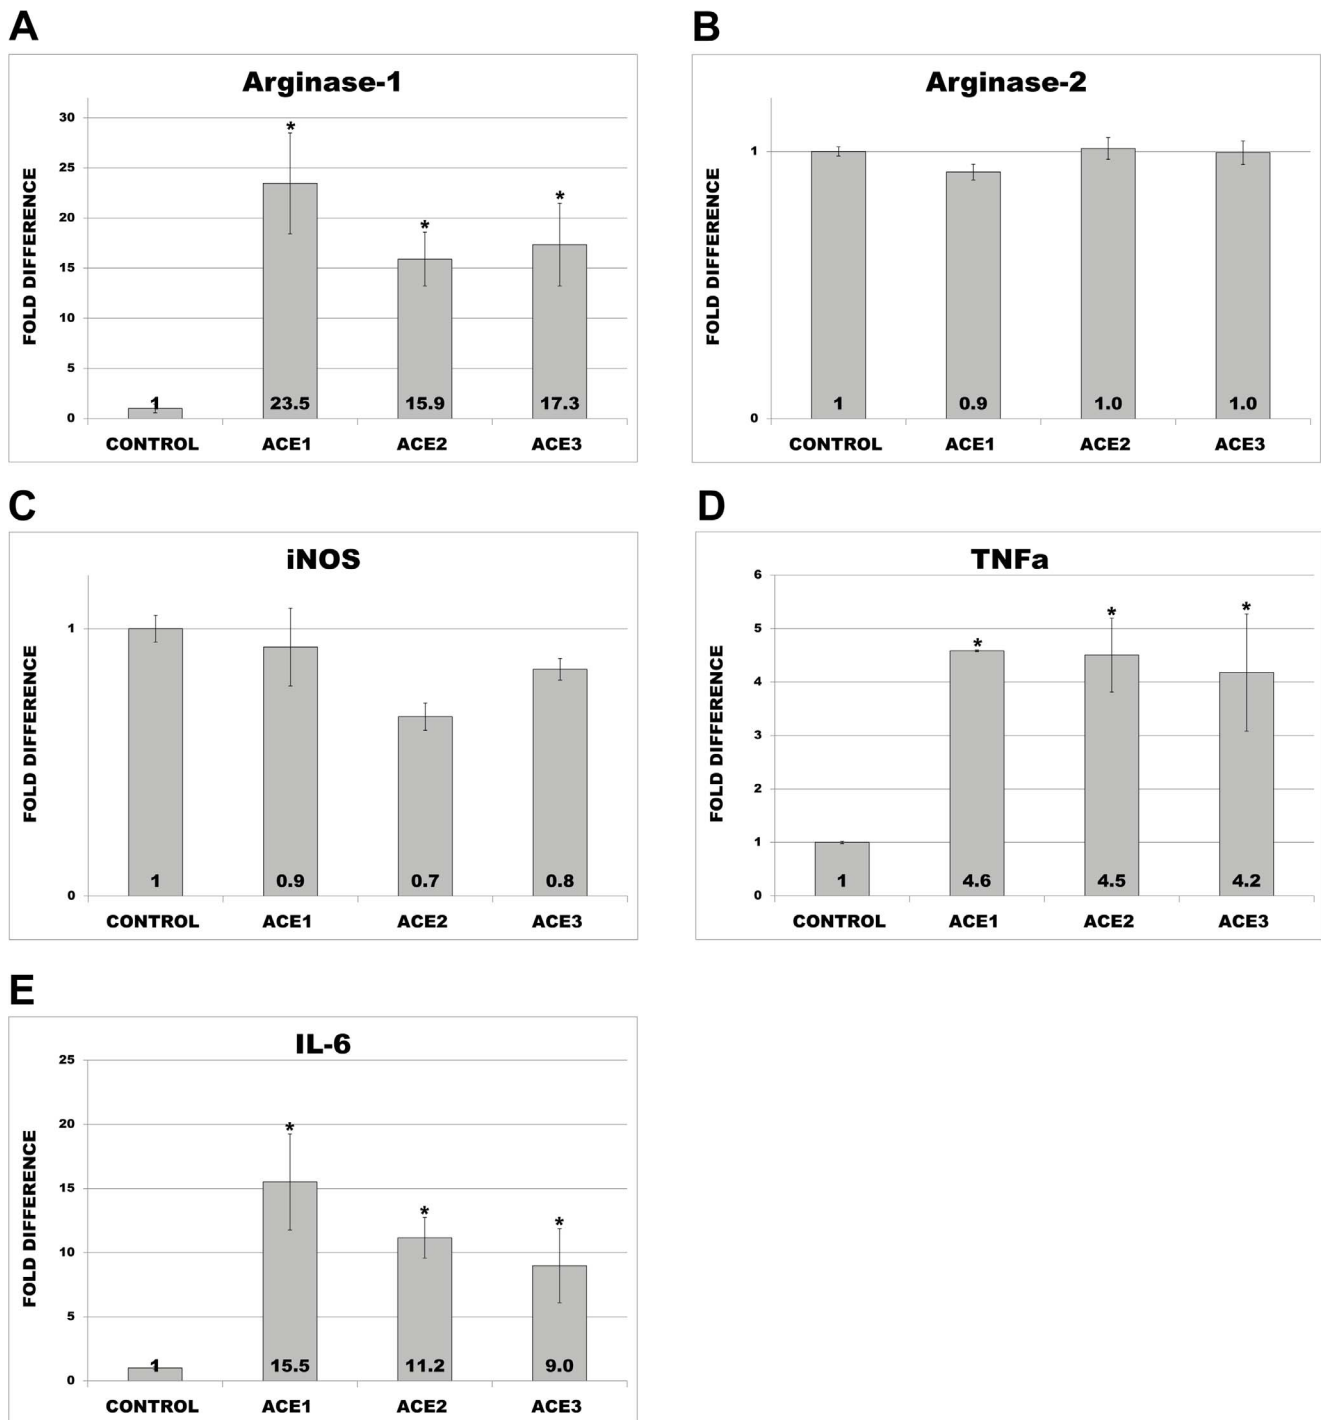 A
Arginase-1
FOLD DIFFERENCE
30
25
20
15
10
5
0
*
*
*
1
23.5
15.9
17.3
CONTROL
ACE1
ACE2
ACE3
B
Arginase-2
FOLD DIFFERENCE
1
0
1
0.9
1.0
1.0
CONTROL
ACE1
ACE2
ACE3
C
iNOS
FOLD DIFFERENCE
1
0
1
0.9
0.7
0.8
CONTROL
ACE1
ACE2
ACE3
D
TNFa
FOLD DIFFERENCE
6
5
4
3
2
1
0
*
*
*
1
4.6
4.5
4.2
CONTROL
ACE1
ACE2
ACE3
E
IL-6
FOLD DIFFERENCE
25
20
15
10
5
0
*
*
*
1
15.5
11.2
9.0
CONTROL
ACE1
ACE2
ACE3